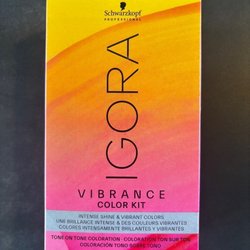 Schwarzkopf
PROFESSIONAL
IGORA
VIBRANCE
COLOR KIT
INTENSE SHINE & VIBRANT COLORS
UNE BRILLANCE INTENSE & DES COULEURS VIBRANTES
COLORES INTENSAMENTE BRILLANTES Y VIBRANTES
TONE ON TONE COLORATION • COLORATION TON SUR TON
COLORACIÓN TONO SOBRE TONO